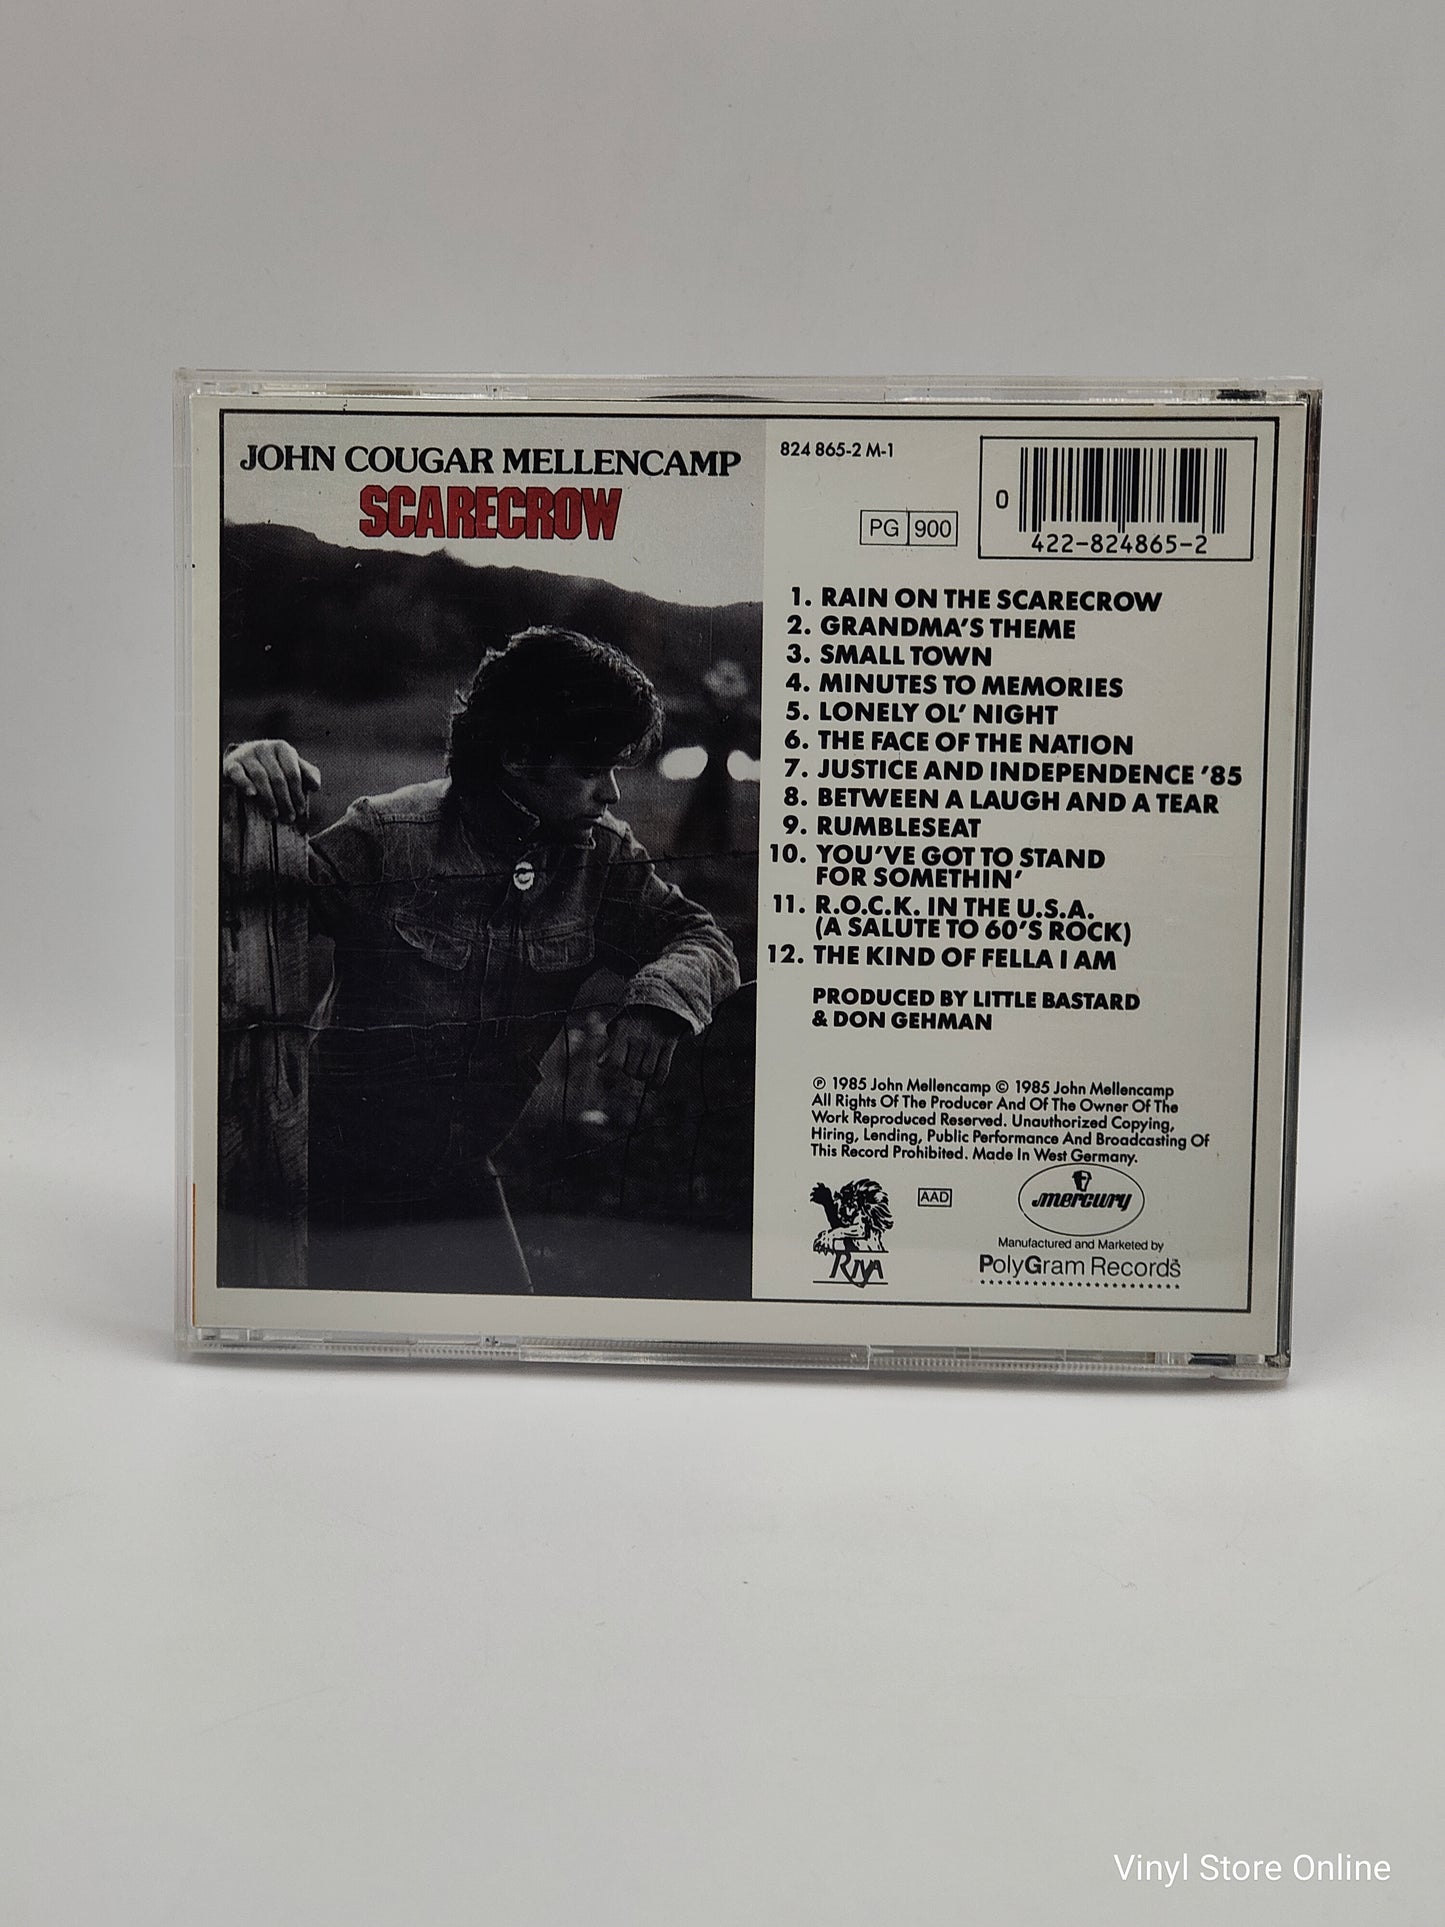 JOHN COUGAR MELLENCAMP
SCARECROW
824 865-2 M-1
PG 900
0
422-824865-2
1. RAIN ON THE SCARECROW
2. GRANDMA'S THEME
3. SMALL TOWN
4. MINUTES TO MEMORIES
5. LONELY OL' NIGHT
6. THE FACE OF THE NATION
7. JUSTICE AND INDEPENDENCE '85
8. BETWEEN A LAUGH AND A TEAR
9. RUMBLESEAT
10. YOU'VE GOT TO STAND
FOR SOMETHIN'
11. R.O.C.K. IN THE U.S.A.
(A SALUTE TO 60'S ROCK)
12. THE KIND OF FELLA I AM
PRODUCED BY LITTLE BASTARD
& DON GEHMAN
℗ 1985 John Mellencamp © 1985 John Mellencamp
All Rights Of The Producer And Of The Owner Of The
Work Reproduced Reserved. Unauthorized Copying,
Hiring, Lending, Public Performance And Broadcasting Of
This Record Prohibited. Made In West Germany.
RIVA
AAD
mercury
Manufactured and Marketed by
PolyGram Records™
Vinyl Store Online